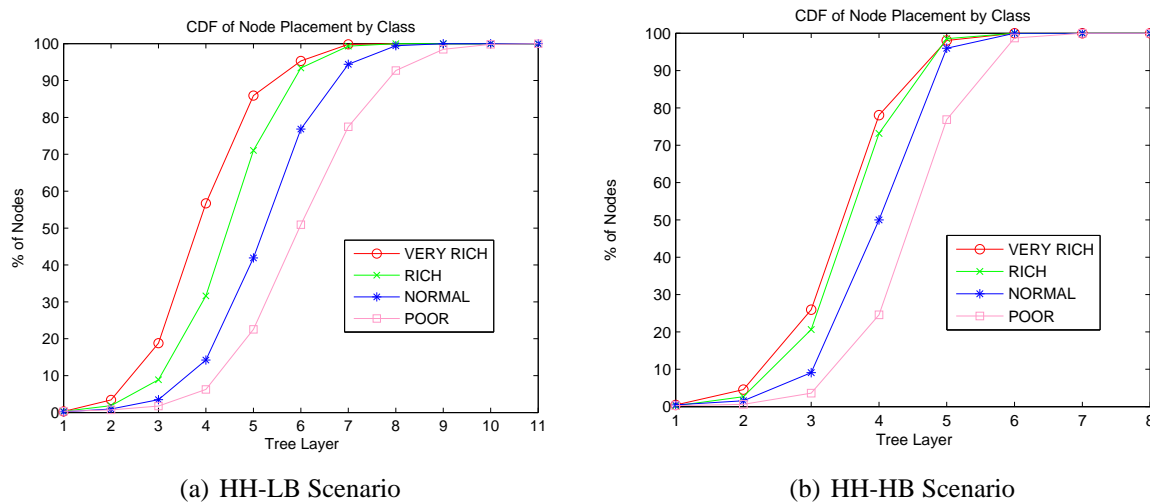 CDF of Node Placement by Class
100
90
80
70
60
50
40
30
20
10
0
% of Nodes
1 2 3 4 5 6 7 8 9 10 11
Tree Layer
VERY RICH
RICH
NORMAL
POOR
(a) HH-LB Scenario
CDF of Node Placement by Class
100
90
80
70
60
50
40
30
20
10
0
% of Nodes
1 2 3 4 5 6 7 8
Tree Layer
VERY RICH
RICH
NORMAL
POOR
(b) HH-HB Scenario